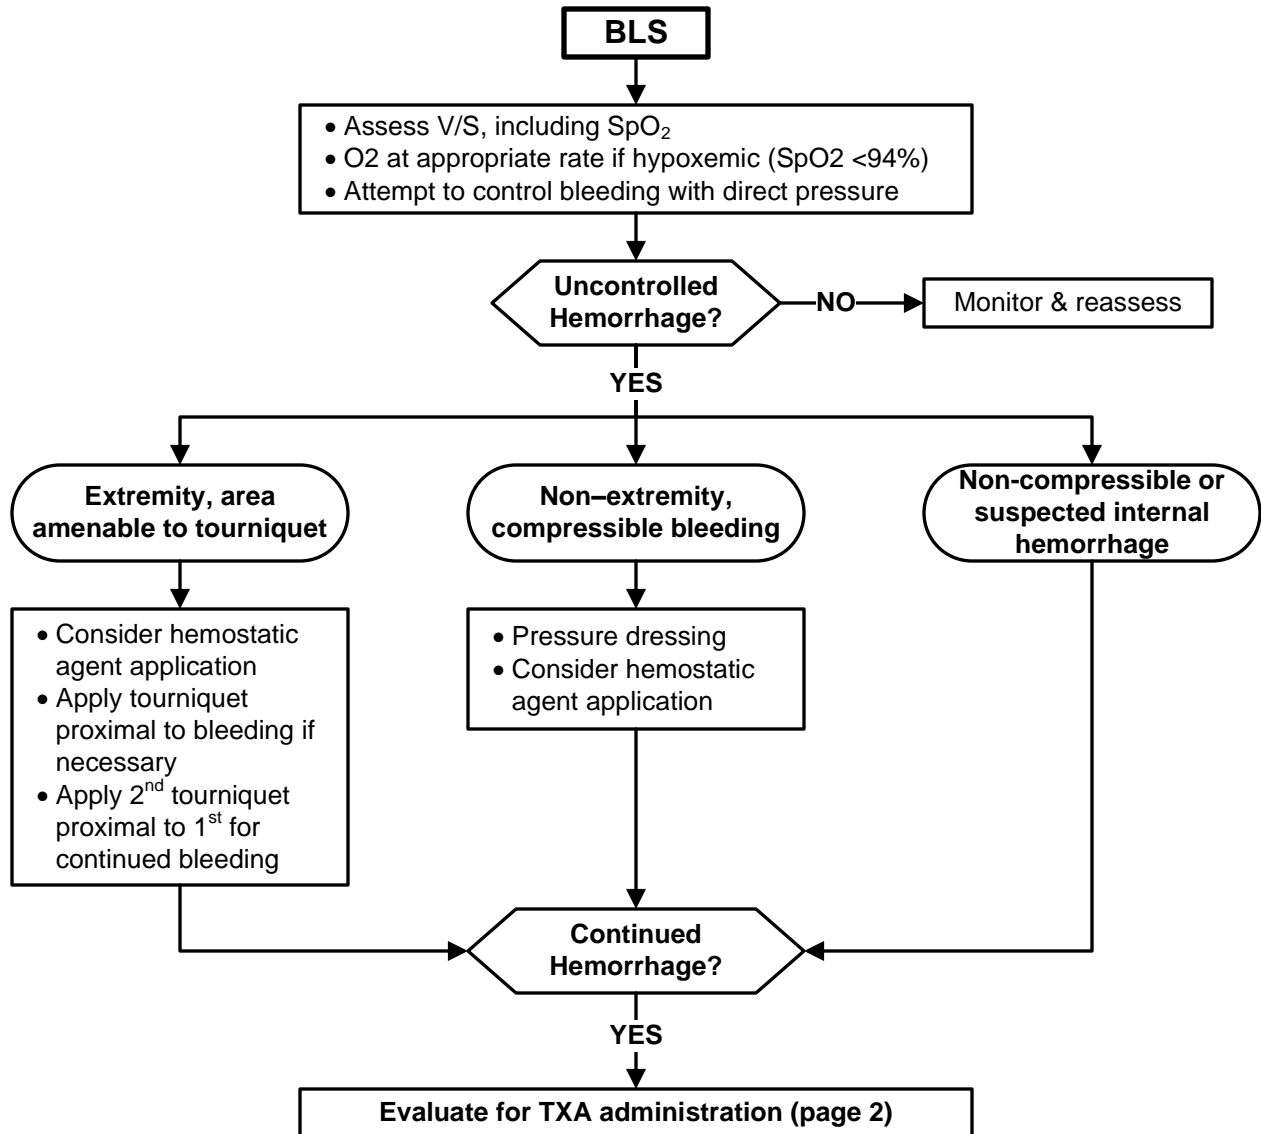 BLS
• Assess V/S, including SpO₂
• O2 at appropriate rate if hypoxemic (SpO2 <94%)
• Attempt to control bleeding with direct pressure
Uncontrolled
Hemorrhage?
NO
Monitor & reassess
YES
Extremity, area
amenable to tourniquet
Non–extremity,
compressible bleeding
Non-compressible or
suspected internal
hemorrhage
• Consider hemostatic
agent application
• Apply tourniquet
proximal to bleeding if
necessary
• Apply 2nd tourniquet
proximal to 1st for
continued bleeding
• Pressure dressing
• Consider hemostatic
agent application
Continued
Hemorrhage?
YES
Evaluate for TXA administration (page 2)